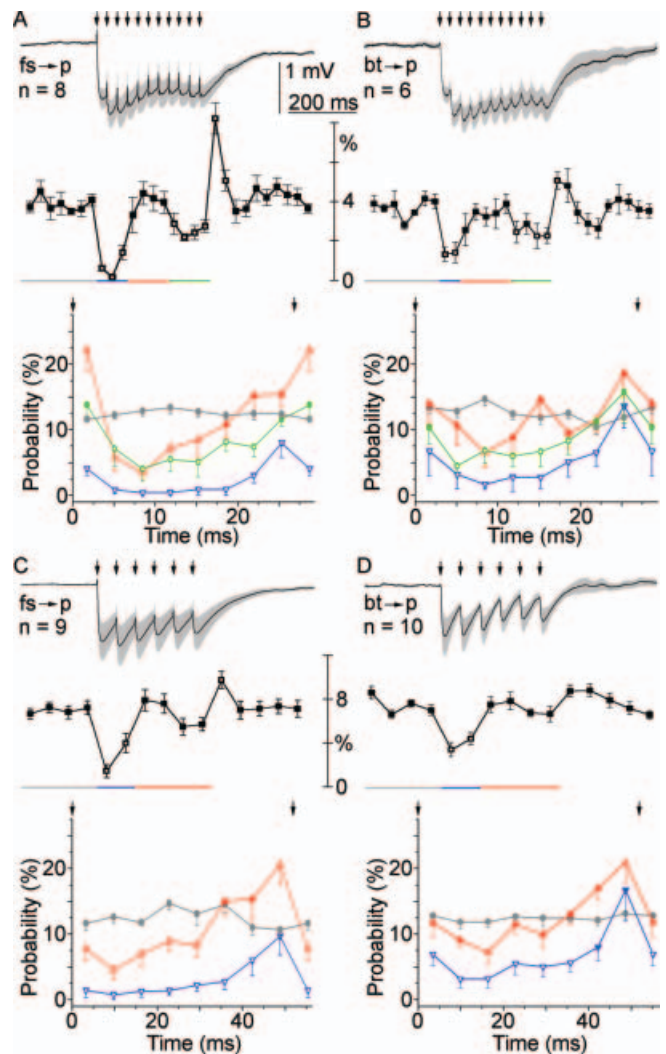 A
fs→p
n = 8
1 mV
200 ms
B
bt→p
n = 6
%
4
0
Probability (%)
20
10
0
0 10 20
Time (ms)
Probability (%)
20
10
0
0 10 20
Time (ms)
C
fs→p
n = 9
D
bt→p
n = 10
8
%
0
Probability (%)
20
10
0
0 20 40
Time (ms)
Probability (%)
20
10
0
0 20 40
Time (ms)